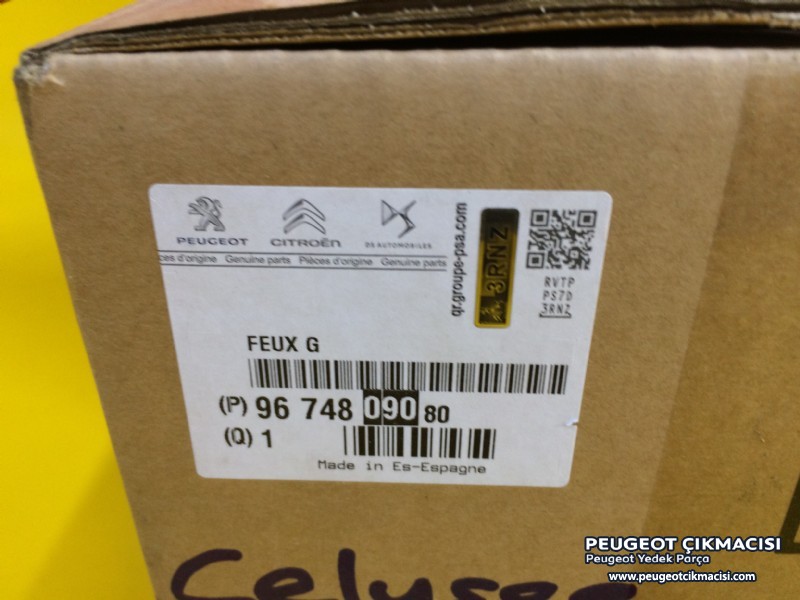 PEUGEOT CITROËN DS AUTOMOBILES
ces d'origine Genuine parts Pièces d'origine Genuine parts
qr.groupe-psa.com
3RNZ
RVTP
PS7D
3RNZ
FEUX G
(P) 96 748 090 80
(Q) 1
Made in Es-Espagne
Celysee
PEUGEOT ÇIKMACISI
Peugeot Yedek Parça
www.peugeotcikmacisi.com